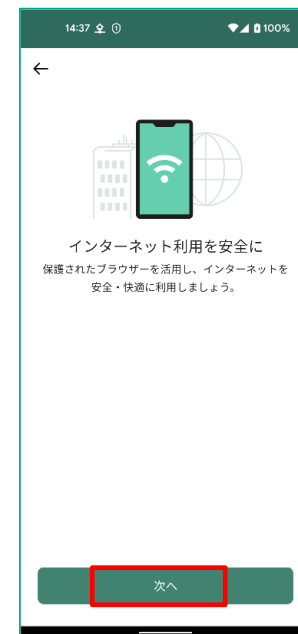 14:37 100%
インターネット利用を安全に
保護されたブラウザーを活用し、インターネットを
安全・快適に利用しましょう。
次へ